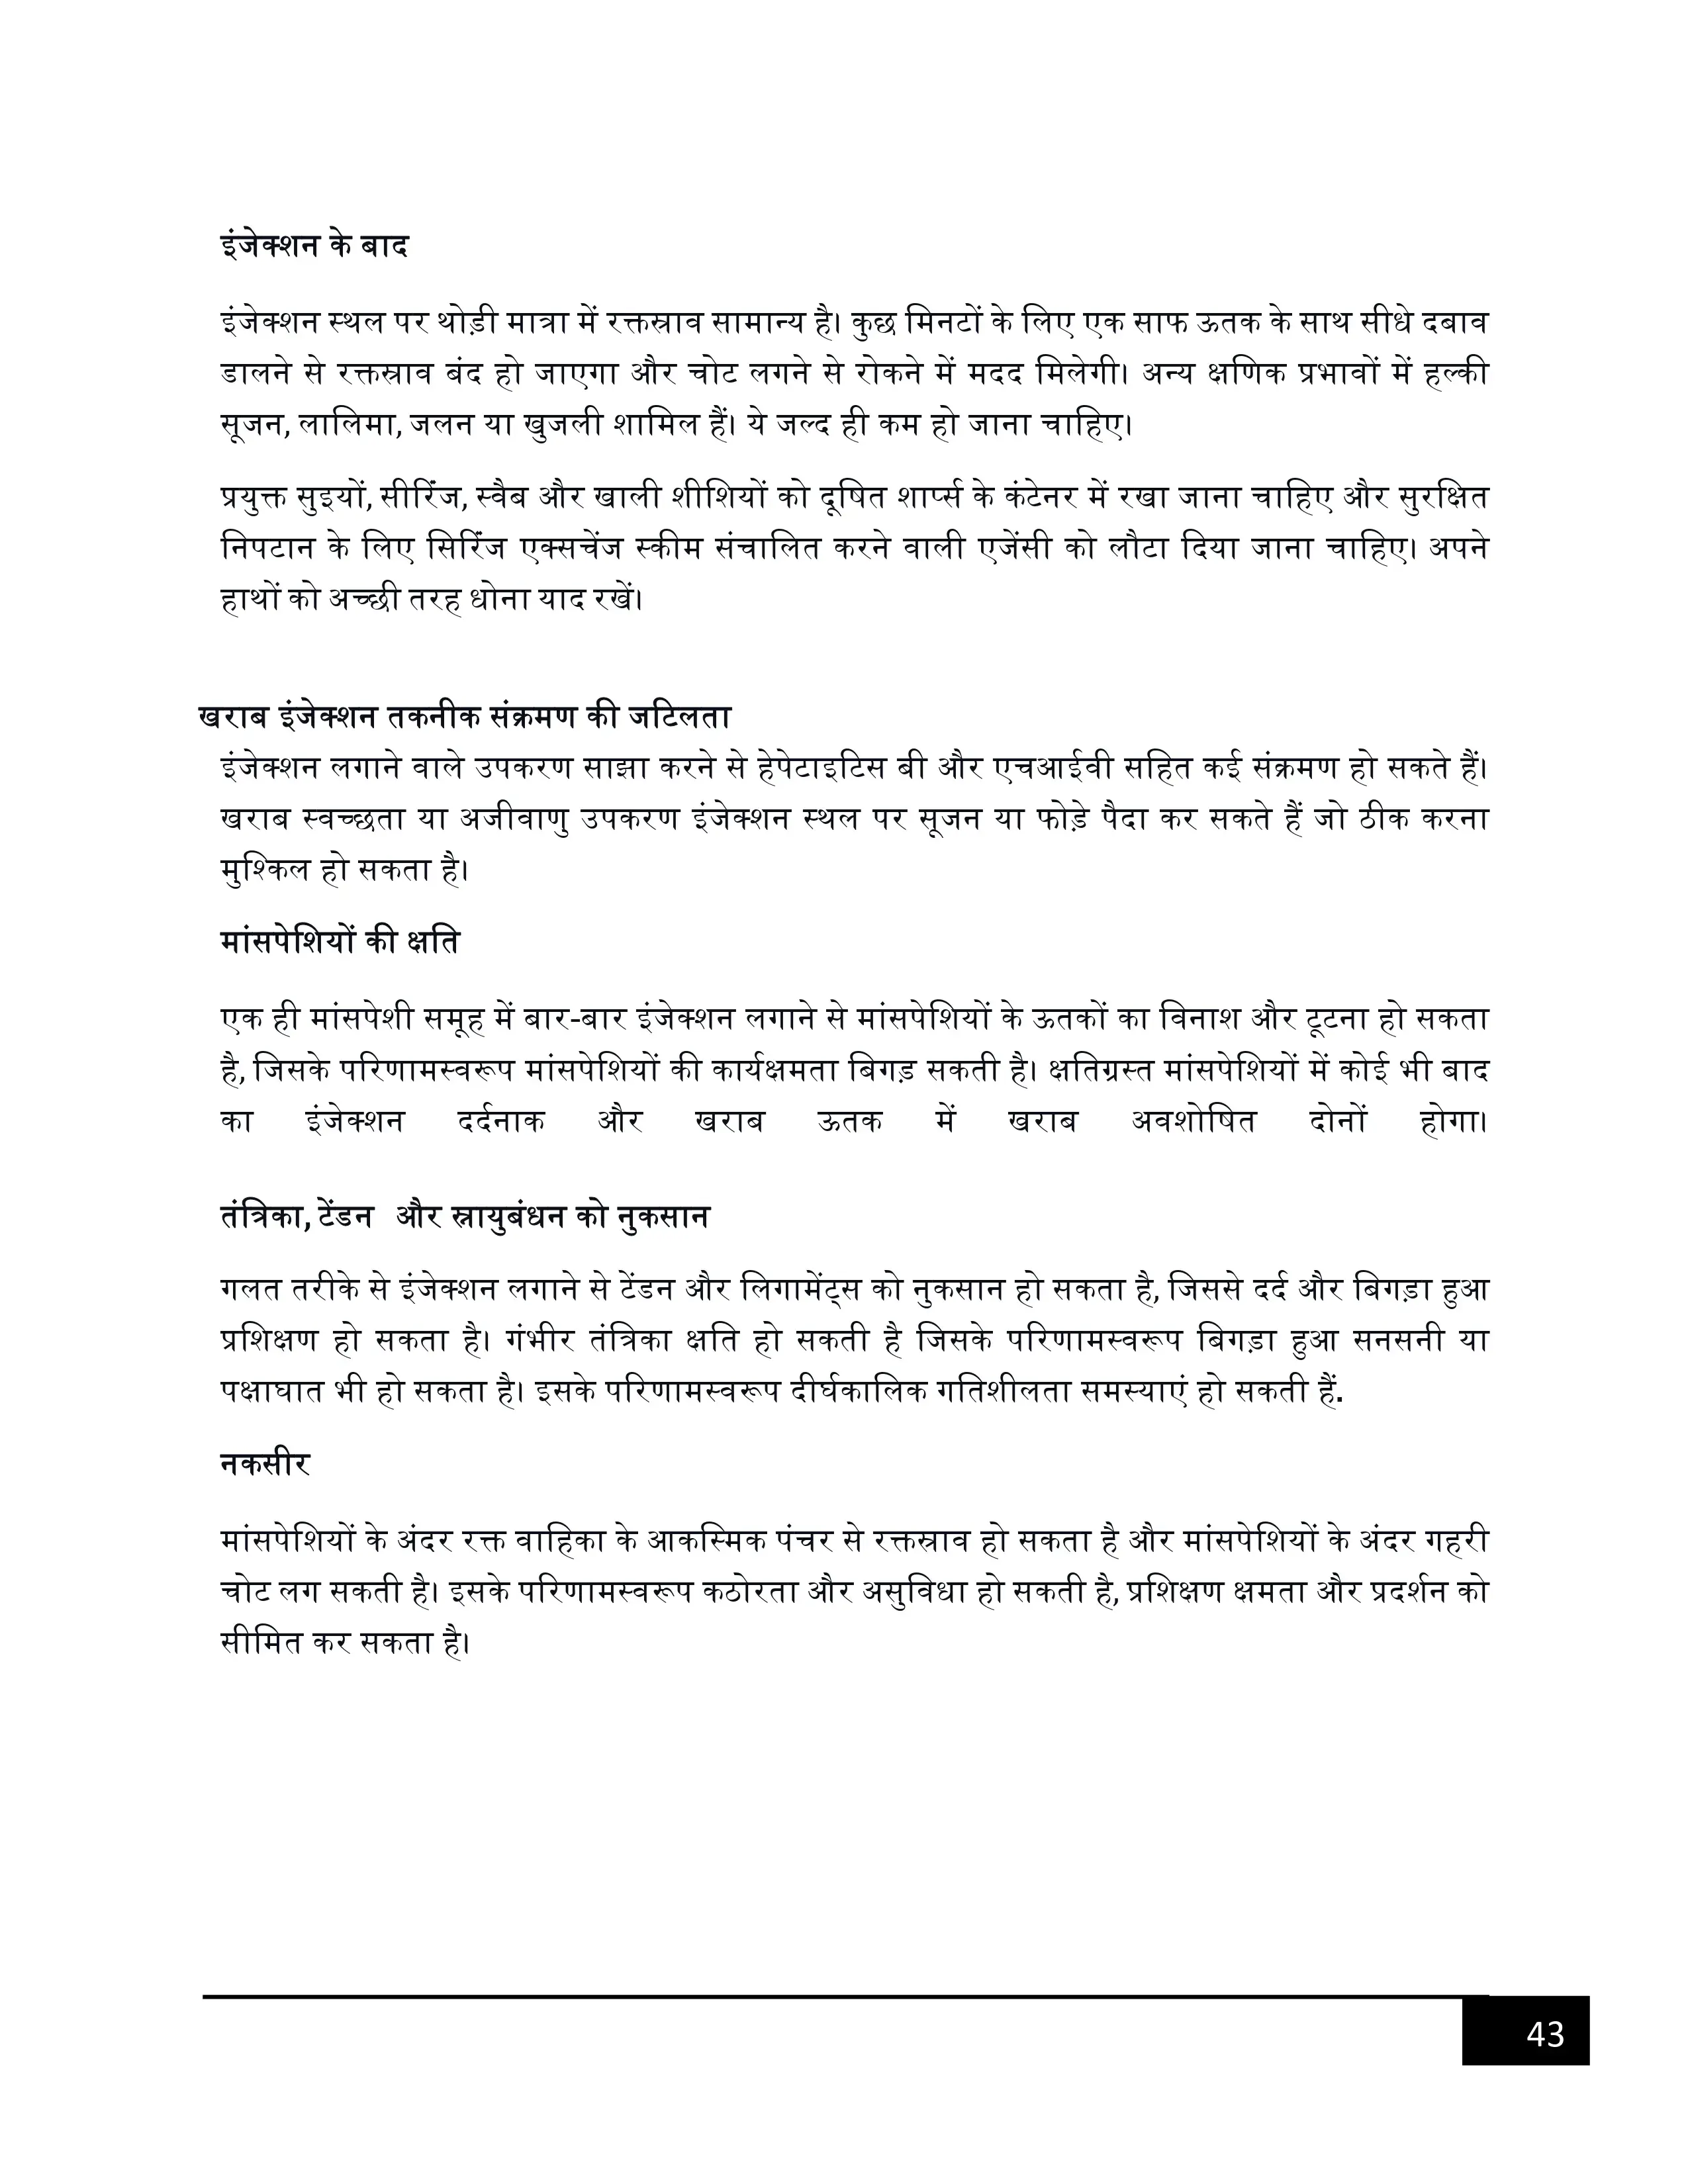 इंजेक्शन के बाद
इंजेक्शन स्थल पर थोड़ी मात्रा में रक्तस्राव सामान्य है। कुछ मिनटों के लिए एक साफ ऊतक के साथ सीधे दबाव
डालने से रक्तस्राव बंद हो जाएगा और चोट लगने से रोकने में मदद मिलेगी। अन्य क्षणिक प्रभावों में हल्की
सूजन, लालिमा, जलन या खुजली शामिल हैं। ये जल्द ही कम हो जाना चाहिए।
प्रयुक्त सुइयों, सीरिंज, स्वैब और खाली शीशियों को दूषित शार्प्स के कंटेनर में रखा जाना चाहिए और सुरक्षित
निपटान के लिए सिरिंज एक्सचेंज स्कीम संचालित करने वाली एजेंसी को लौटा दिया जाना चाहिए। अपने
हाथों को अच्छी तरह धोना याद रखें।
खराब इंजेक्शन तकनीक संक्रमण की जटिलता
इंजेक्शन लगाने वाले उपकरण साझा करने से हेपेटाइटिस बी और एचआईवी सहित कई संक्रमण हो सकते हैं।
खराब स्वच्छता या अजीवाणु उपकरण इंजेक्शन स्थल पर सूजन या फोड़े पैदा कर सकते हैं जो ठीक करना
मुश्किल हो सकता है।
मांसपेशियों की क्षति
एक ही मांसपेशी समूह में बार-बार इंजेक्शन लगाने से मांसपेशियों के ऊतकों का विनाश और टूटना हो सकता
है, जिसके परिणामस्वरूप मांसपेशियों की कार्यक्षमता बिगड़ सकती है। क्षतिग्रस्त मांसपेशियों में कोई भी बाद
का इंजेक्शन दर्दनाक और खराब ऊतक में खराब अवशोषित दोनों होगा।
तंत्रिका, टेंडन और स्नायुबंधन को नुकसान
गलत तरीके से इंजेक्शन लगाने से टेंडन और लिगामेंट्स को नुकसान हो सकता है, जिससे दर्द और बिगड़ा हुआ
प्रशिक्षण हो सकता है। गंभीर तंत्रिका क्षति हो सकती है जिसके परिणामस्वरूप बिगड़ा हुआ सनसनी या
पक्षाघात भी हो सकता है। इसके परिणामस्वरूप दीर्घकालिक गतिशीलता समस्याएं हो सकती हैं.
नकसीर
मांसपेशियों के अंदर रक्त वाहिका के आकस्मिक पंचर से रक्तस्राव हो सकता है और मांसपेशियों के अंदर गहरी
चोट लग सकती है। इसके परिणामस्वरूप कठोरता और असुविधा हो सकती है, प्रशिक्षण क्षमता और प्रदर्शन को
सीमित कर सकता है।
43